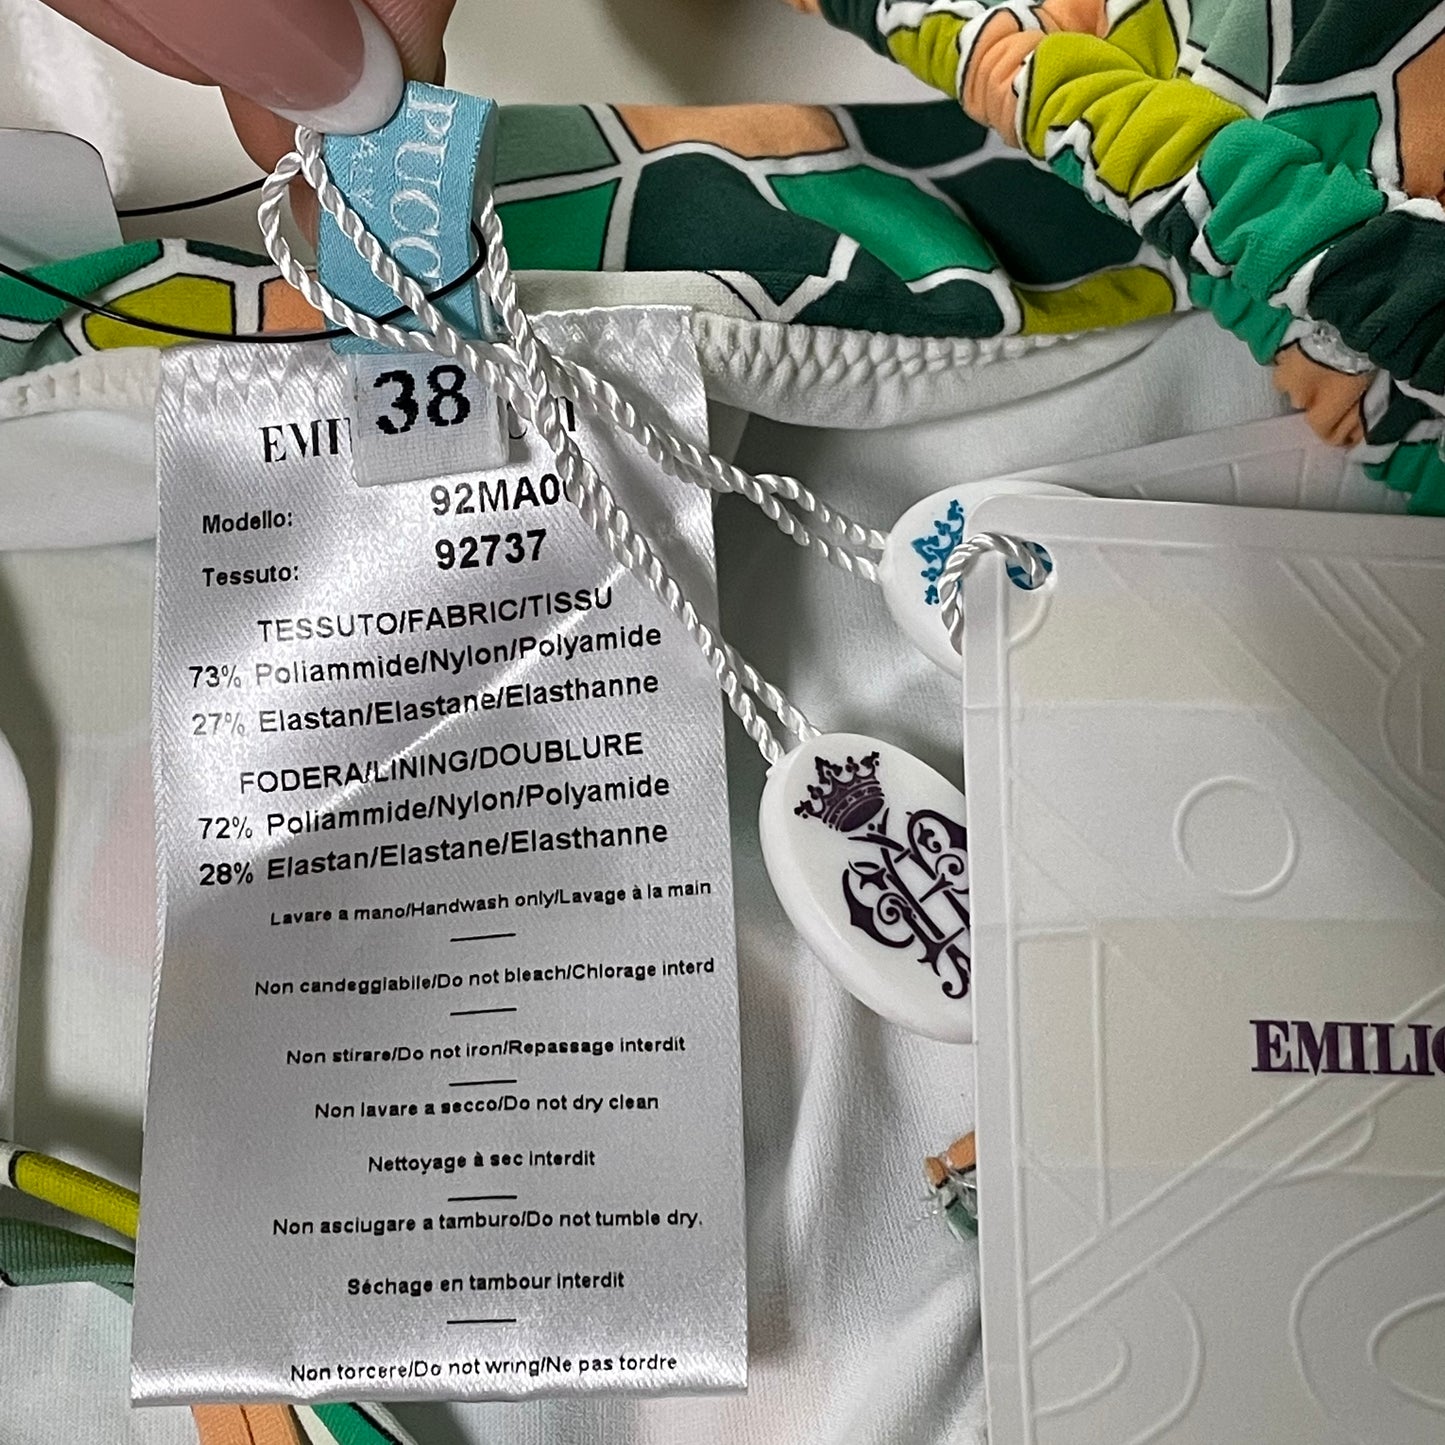 PUCC
38
EMI
Modello: 92MA0
Tessuto: 92737
TESSUTO/FABRIC/TISSU
73% Poliammide/Nylon/Polyamide
27% Elastan/Elastane/Elasthanne
FODERA/LINING/DOUBLURE
72% Poliammide/Nylon/Polyamide
28% Elastan/Elastane/Elasthanne
Lavare a mano/Handwash only/Lavage à la main
Non candeggiabile/Do not bleach/Chlorage interd
Non stirare/Do not iron/Repassage interdit
Non lavare a secco/Do not dry clean
Nettoyage à sec interdit
Non asciugare a tamburo/Do not tumble dry.
Séchage en tambour interdit
Non torcere/Do not wring/Ne pas tordre
EMILIO